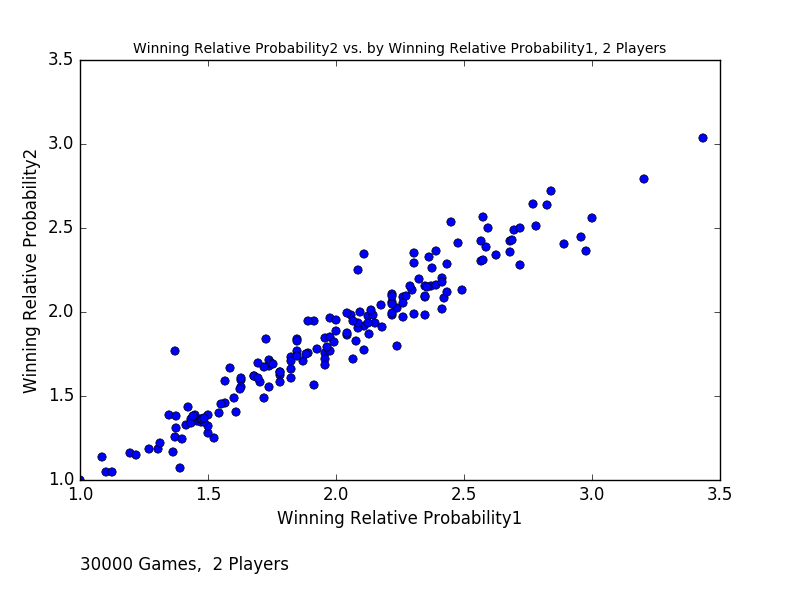 Winning Relative Probability2 vs. by Winning Relative Probability1, 2 Players
3.5
3.0
2.5
2.0
1.5
1.0
Winning Relative Probability2
1.0 1.5 2.0 2.5 3.0 3.5
Winning Relative Probability1
30000 Games,  2 Players